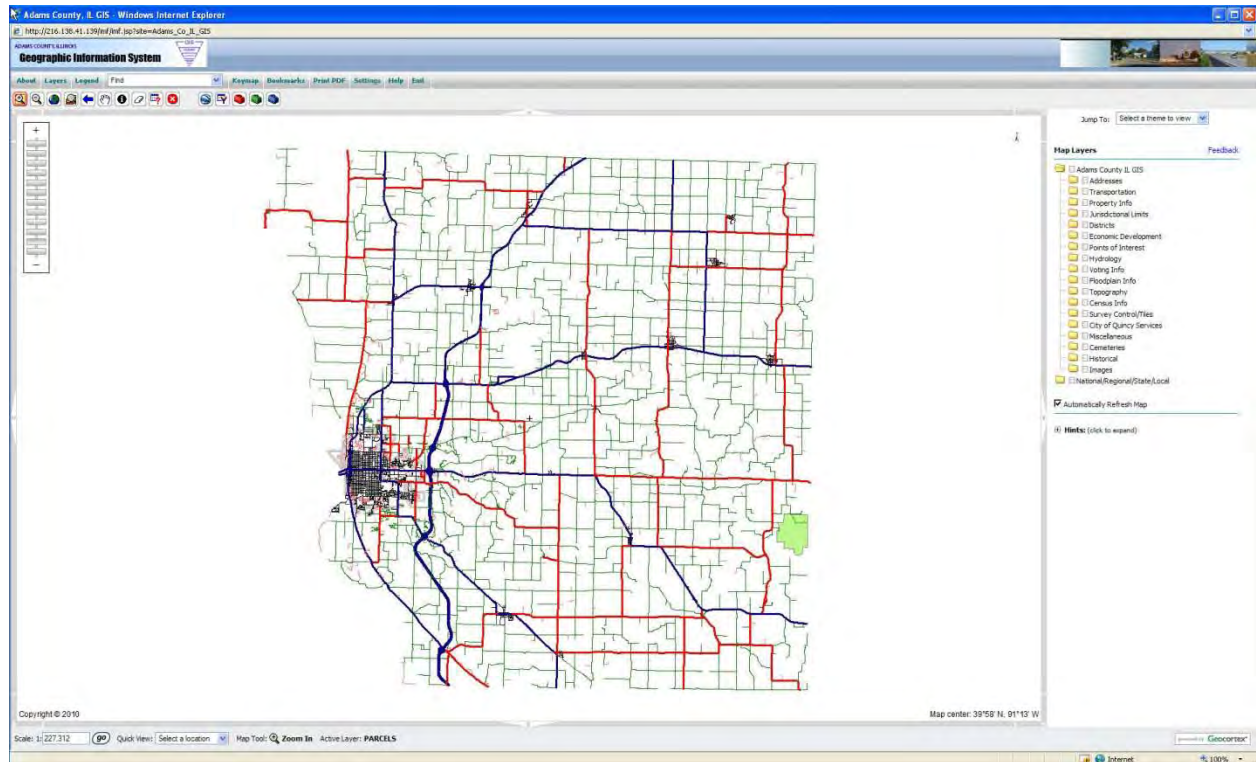 Adams County, IL GIS - Windows Internet Explorer
http://216.138.41.139/imf/imf.jsp?site=Adams_Co_IL_GIS
ADAMS COUNTY, ILLINOIS
Geographic Information System
About Layers Legend Find Keymap Bookmarks Print PDF Settings Help Exit
Jump To: Select a theme to view
Map Layers Feedback
Adams County IL GIS
Addresses
Transportation
Property Info
Jurisdictional Limits
Districts
Economic Development
Points of Interest
Hydrology
Voting Info
Floodplain Info
Topography
Census Info
Survey Control/Tiles
City of Quincy Services
Miscellaneous
Cemeteries
Historical
Images
National/Regional/State/Local
Automatically Refresh Map
Hints: (click to expand)
Copyright © 2010
Map center: 39°58' N, 91°13' W
Scale: 1: 227,312 go Quick View: Select a location Map Tool: Zoom In Active Layer: PARCELS
Geocortex
Internet 100%